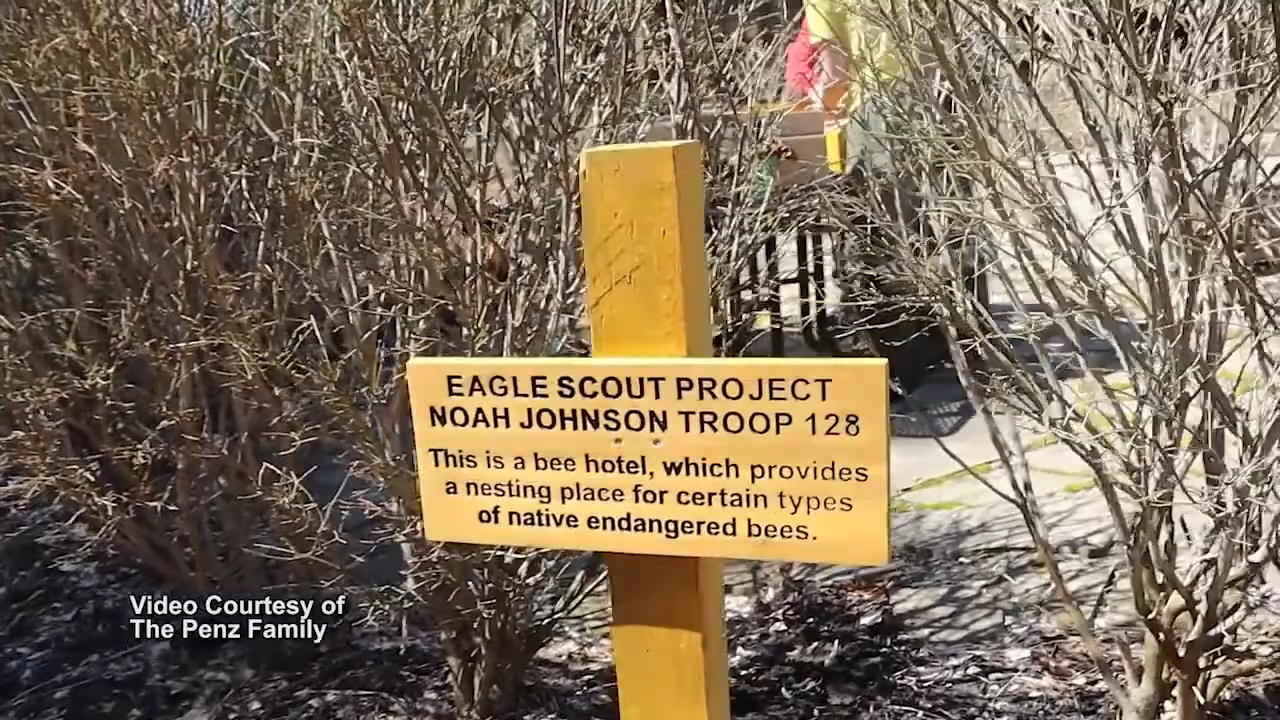 EAGLE SCOUT PROJECT
NOAH JOHNSON TROOP 128
This is a bee hotel, which provides
a nesting place for certain types
of native endangered bees.
Video Courtesy of
The Penz Family